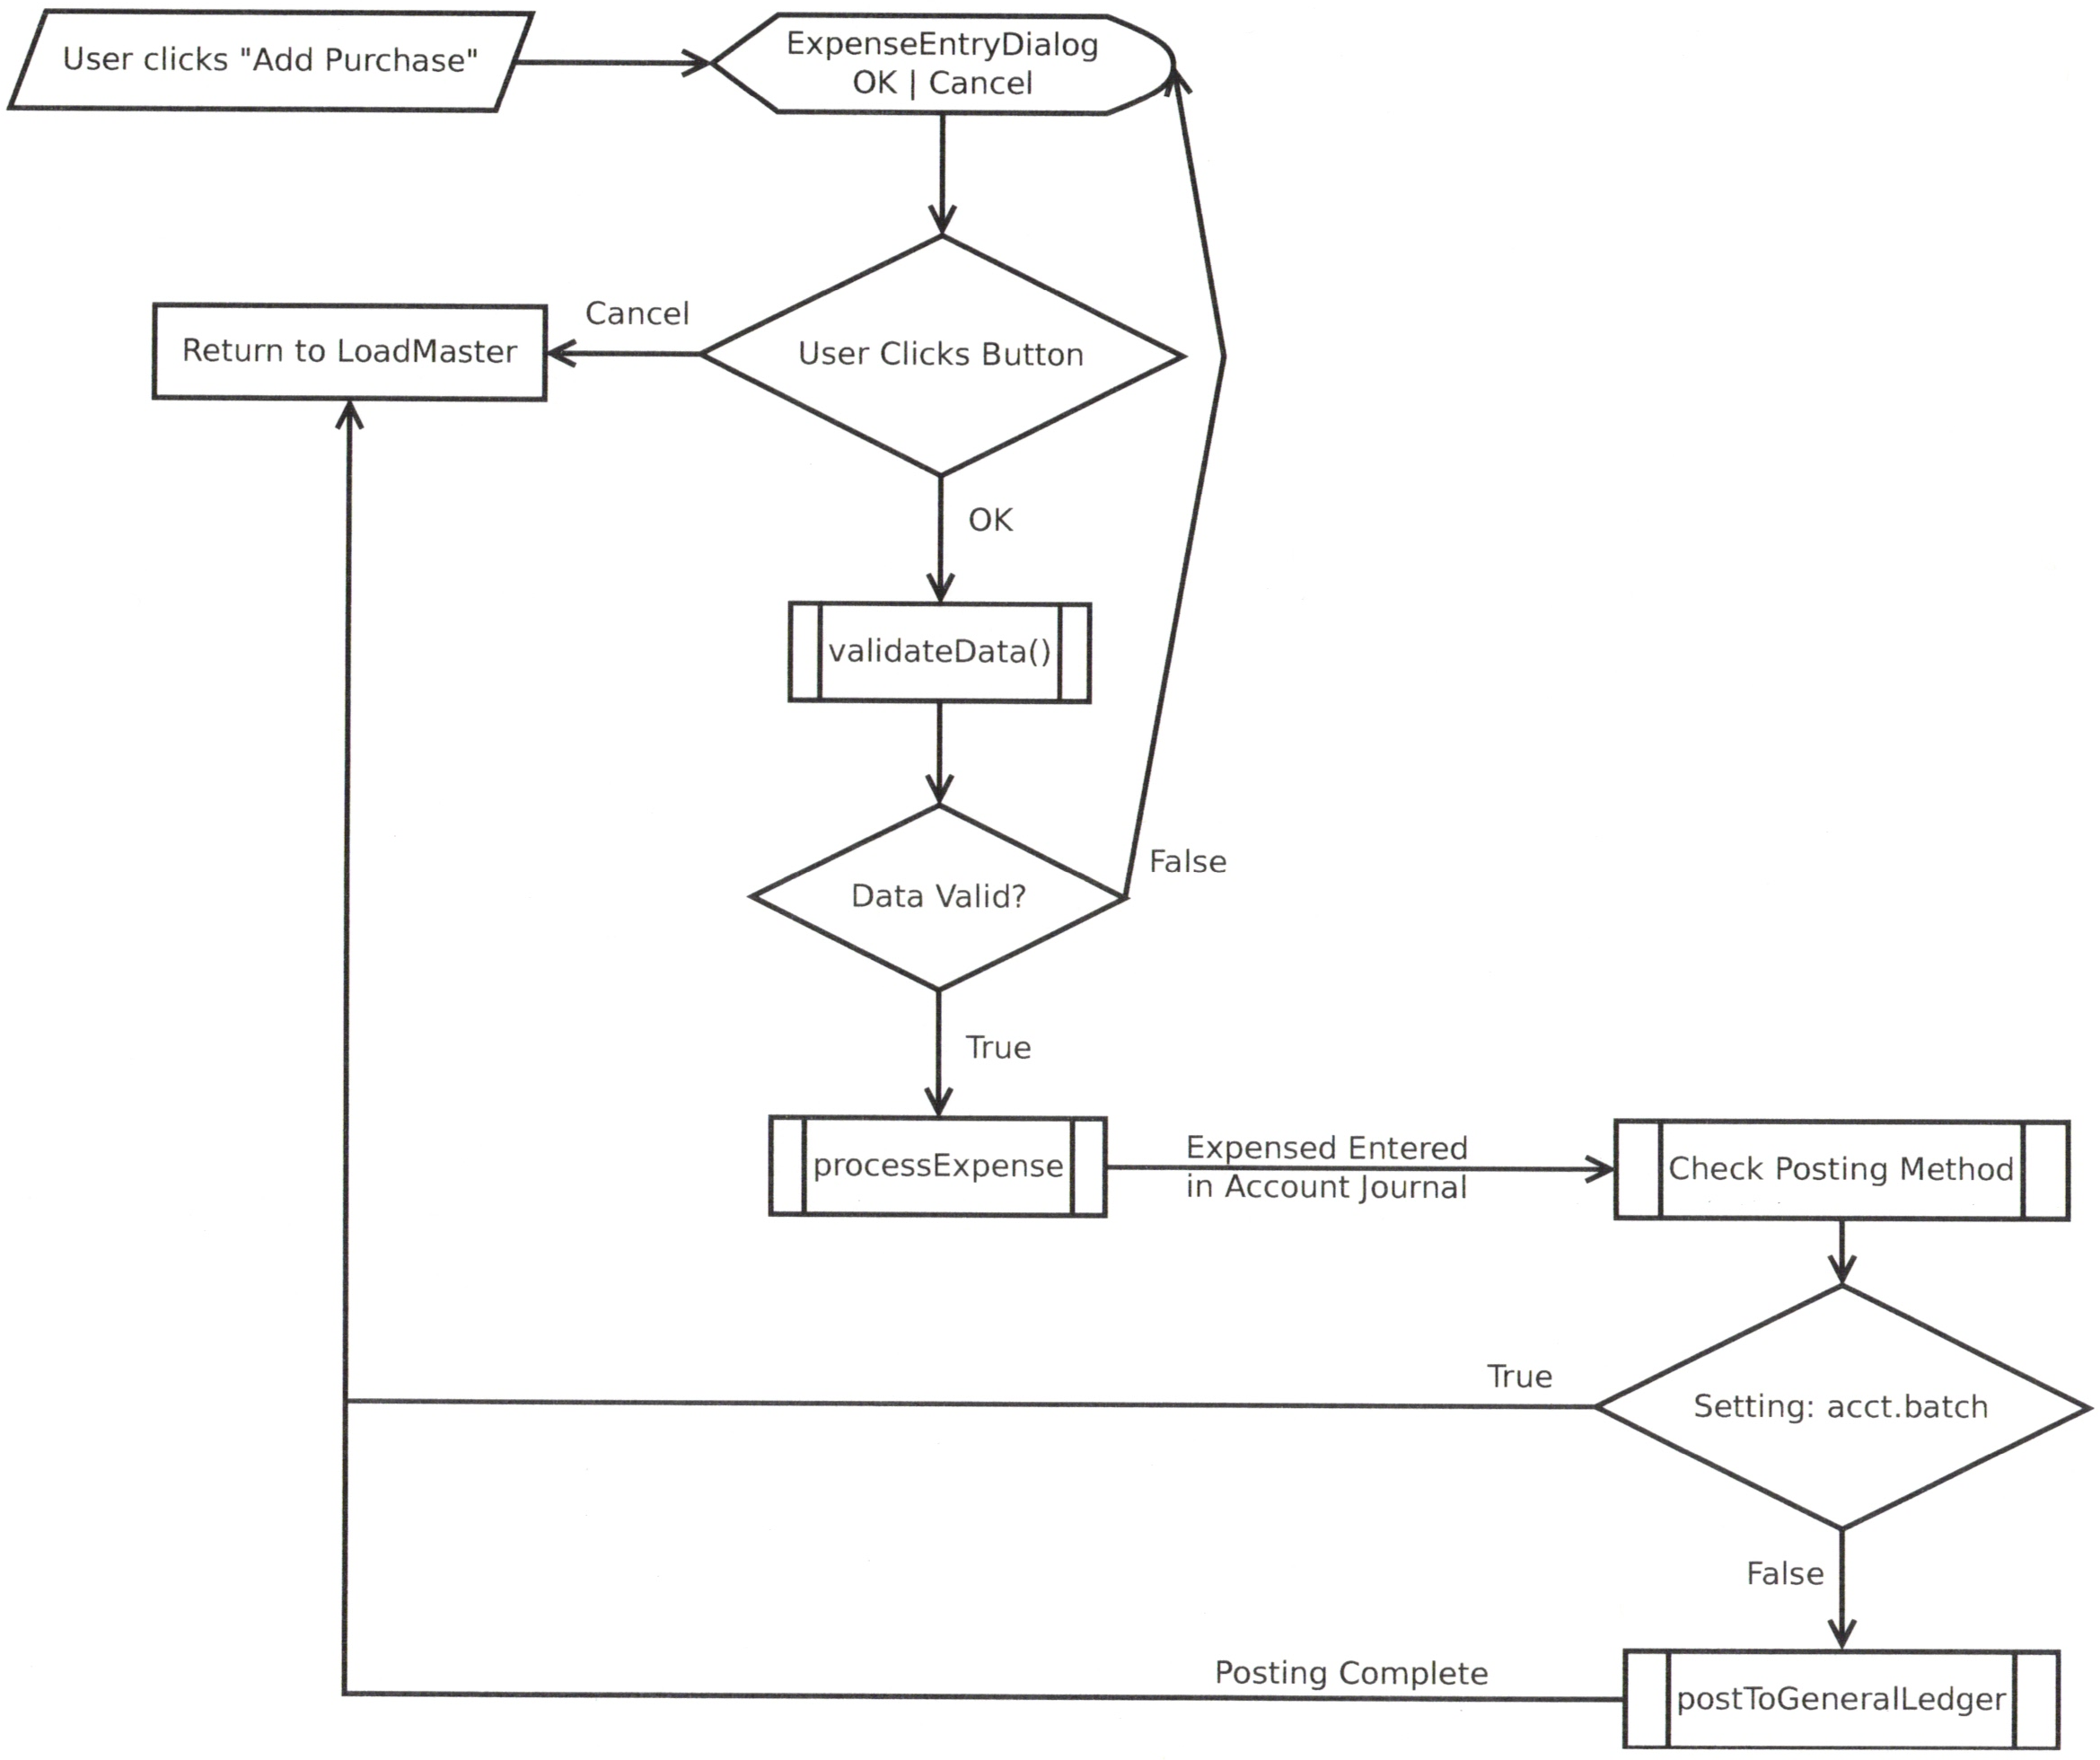 User clicks "Add Purchase"
ExpenseEntryDialog
OK | Cancel
Cancel
Return to LoadMaster
User Clicks Button
OK
validateData()
False
Data Valid?
True
processExpense
Expensed Entered
in Account Journal
Check Posting Method
True
Setting: acct.batch
False
Posting Complete
postToGeneralLedger